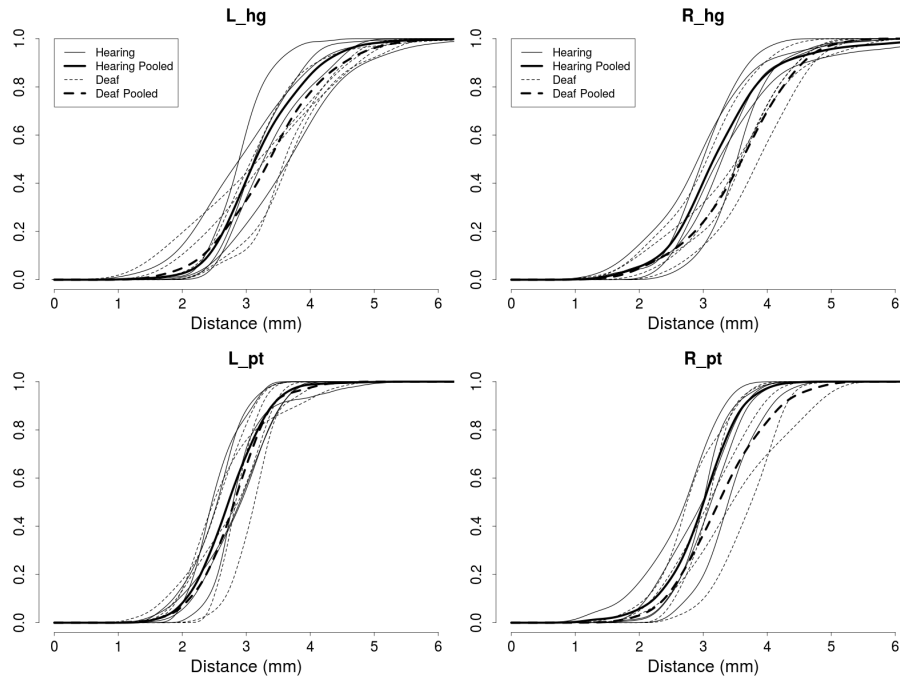 L_hg
1.0
0.8
0.6
0.4
0.2
0.0
Hearing
Hearing Pooled
Deaf
Deaf Pooled
0 1 2 3 4 5 6
Distance (mm)
R_hg
1.0
0.8
0.6
0.4
0.2
0.0
Hearing
Hearing Pooled
Deaf
Deaf Pooled
0 1 2 3 4 5 6
Distance (mm)
L_pt
1.0
0.8
0.6
0.4
0.2
0.0
0 1 2 3 4 5 6
Distance (mm)
R_pt
1.0
0.8
0.6
0.4
0.2
0.0
0 1 2 3 4 5 6
Distance (mm)